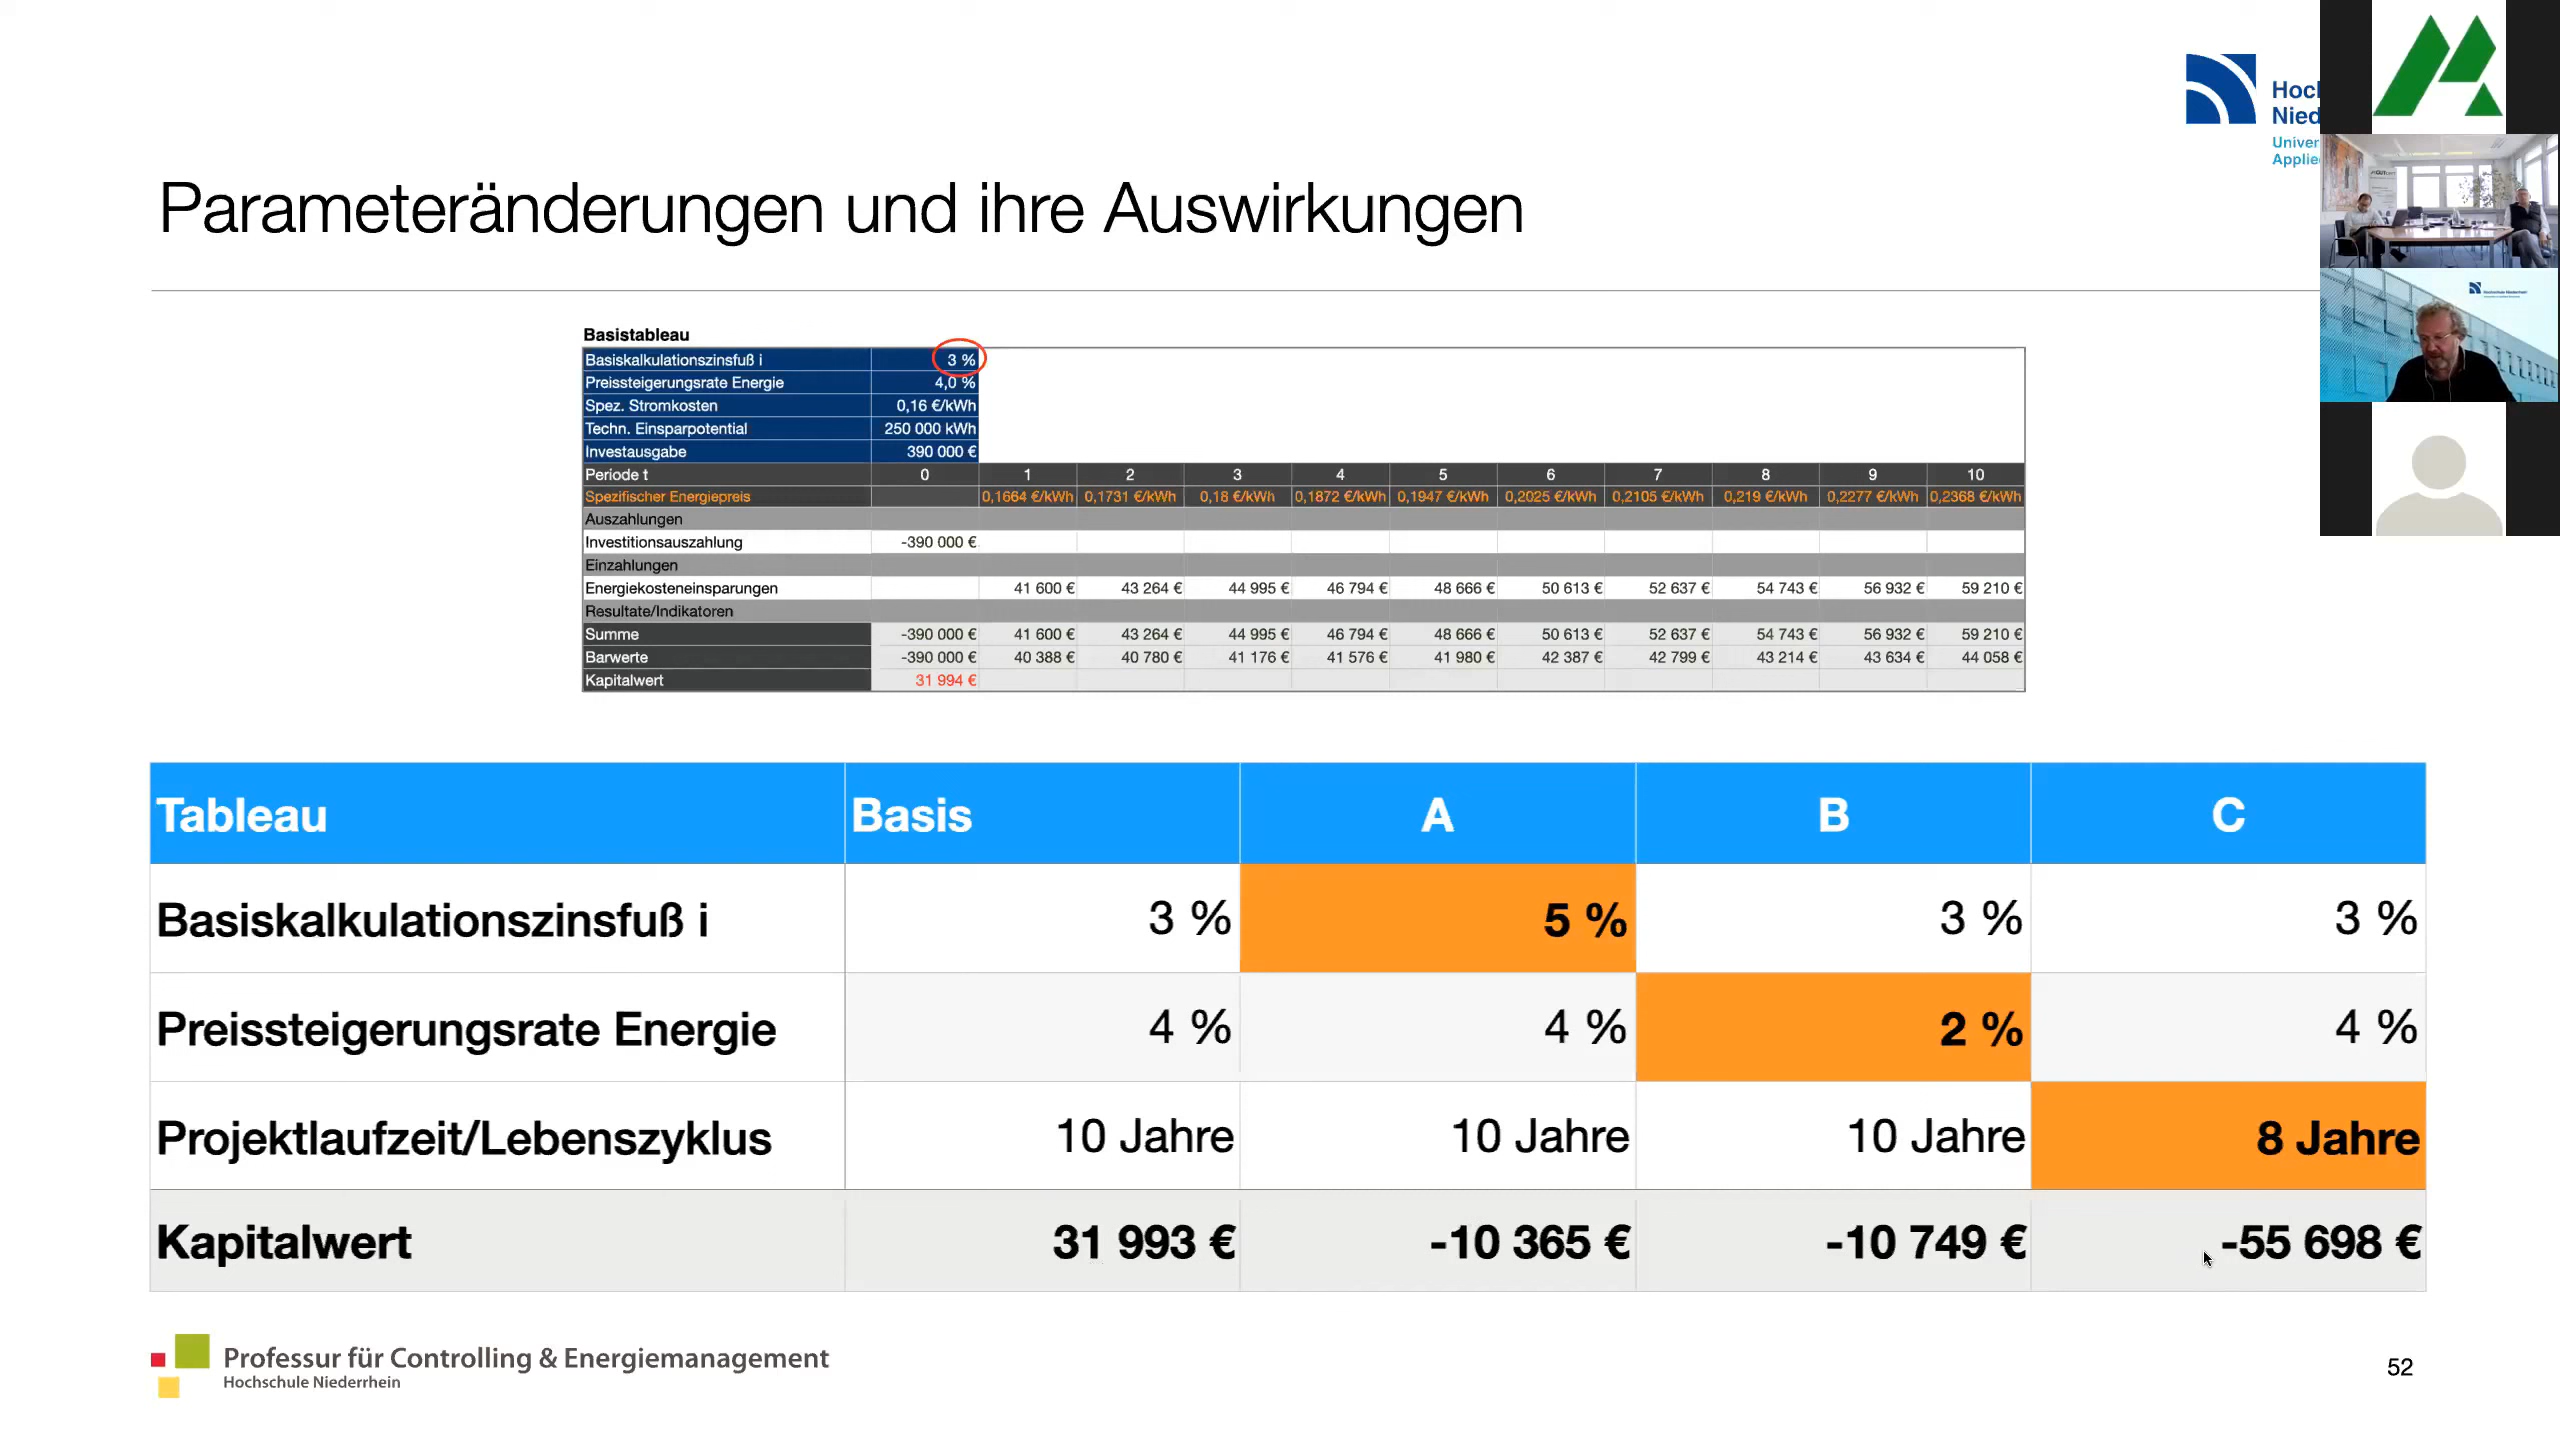 Hoc
Nied
Univer
Applie
Parameteränderungen und ihre Auswirkungen
Basistableau
Basiskalkulationszinsfuß i 3 %
Preissteigerungsrate Energie 4,0 %
Spez. Stromkosten 0,16 €/kWh
Techn. Einsparpotential 250 000 kWh
Investausgabe 390 000 €
Periode t 0 1 2 3 4 5 6 7 8 9 10
Spezifischer Energiepreis 0,1664 €/kWh 0,1731 €/kWh 0,18 €/kWh 0,1872 €/kWh 0,1947 €/kWh 0,2025 €/kWh 0,2105 €/kWh 0,219 €/kWh 0,2277 €/kWh 0,2368 €/kWh
Auszahlungen
Investitionsauszahlung -390 000 €
Einzahlungen
Energiekosteneinsparungen 41 600 € 43 264 € 44 995 € 46 794 € 48 666 € 50 613 € 52 637 € 54 743 € 56 932 € 59 210 €
Resultate/Indikatoren
Summe -390 000 € 41 600 € 43 264 € 44 995 € 46 794 € 48 666 € 50 613 € 52 637 € 54 743 € 56 932 € 59 210 €
Barwerte -390 000 € 40 388 € 40 780 € 41 176 € 41 576 € 41 980 € 42 387 € 42 799 € 43 214 € 43 634 € 44 058 €
Kapitalwert 31 994 €
Tableau Basis A B C
Basiskalkulationszinsfuß i 3 % 5 % 3 % 3 %
Preissteigerungsrate Energie 4 % 4 % 2 % 4 %
Projektlaufzeit/Lebenszyklus 10 Jahre 10 Jahre 10 Jahre 8 Jahre
Kapitalwert 31 993 € -10 365 € -10 749 € -55 698 €
Professur für Controlling & Energiemanagement
Hochschule Niederrhein
52